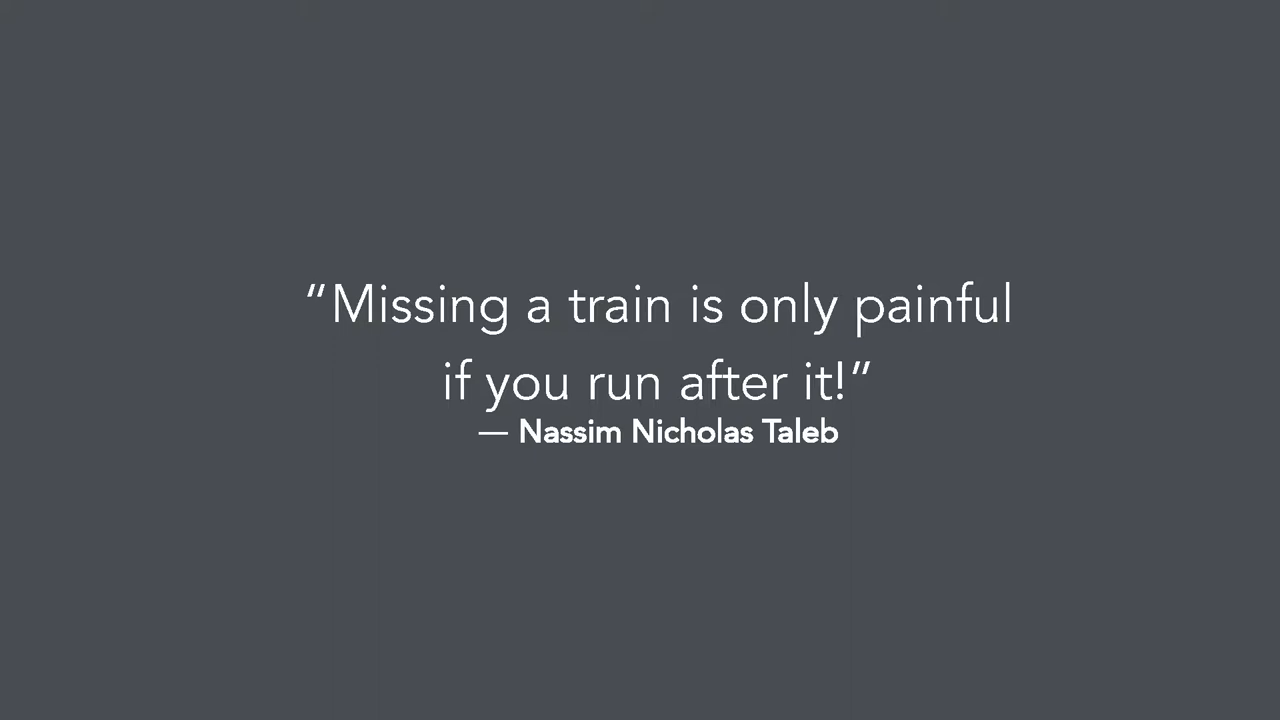 “Missing a train is only painful
if you run after it!”
— Nassim Nicholas Taleb